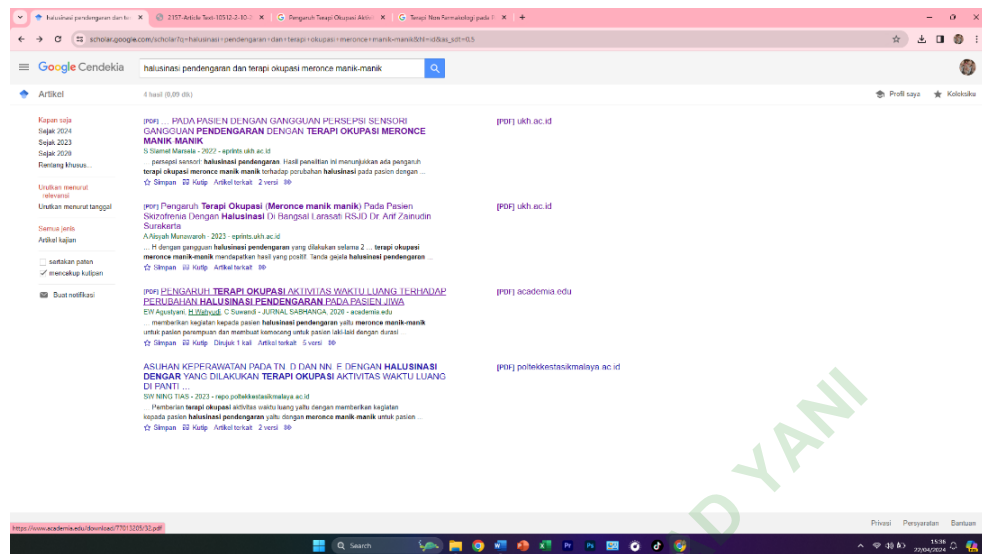 halusinasi pendengaran dan ter
2157-Article Text-10512-2-10-2
Pengaruh Terapi Okupasi Aktivi
Terapi Non Farmakologi pada P
scholar.google.com/scholar?q=halusinasi+pendengaran+dan+terapi+okupasi+meronce+manik-manik&hl=id&as_sdt=0,5
Google Cendekia
halusinasi pendengaran dan terapi okupasi meronce manik-manik
Artikel
4 hasil (0,09 dtk)
Profil saya
Koleksiku
Kapan saja
Sejak 2024
Sejak 2023
Sejak 2020
Rentang khusus...
Urutkan menurut
relevansi
Urutkan menurut tanggal
Semua jenis
Artikel kajian
sertakan paten
mencakup kutipan
Buat notifikasi
[PDF] ... PADA PASIEN DENGAN GANGGUAN PERSEPSI SENSORI
GANGGUAN PENDENGARAN DENGAN TERAPI OKUPASI MERONCE
MANIK MANIK
S Slamet Marsela - 2022 - eprints.ukh.ac.id
... persepsi sensori: halusinasi pendengaran. Hasil penelitian ini menunjukkan ada pengaruh
terapi okupasi meronce manik manik terhadap perubahan halusinasi pada pasien dengan ...
Simpan Kutip Artikel terkait 2 versi
[PDF] ukh.ac.id
[PDF] Pengaruh Terapi Okupasi (Meronce manik manik) Pada Pasien
Skizofrenia Dengan Halusinasi Di Bangsal Larasati RSJD Dr. Arif Zainudin
Surakarta
A Aisyah Munawaroh - 2023 - eprints.ukh.ac.id
... H dengan gangguan halusinasi pendengaran yang dilakukan selama 2 ... terapi okupasi
meronce manik-manik mendapatkan hasil yang positif. Tanda gejala halusinasi pendengaran ...
Simpan Kutip Artikel terkait
[PDF] ukh.ac.id
[PDF] PENGARUH TERAPI OKUPASI AKTIVITAS WAKTU LUANG TERHADAP
PERUBAHAN HALUSINASI PENDENGARAN PADA PASIEN JIWA
EW Agustyani, H Wahyudi, C Suwandi - JURNAL SABHANGA, 2020 - academia.edu
... memberikan kegiatan kepada pasien halusinasi pendengaran yaitu meronce manik-manik
untuk pasien perempuan dan membuat kemoceng untuk pasien laki-laki dengan durasi ...
Simpan Kutip Dirujuk 1 kali Artikel terkait 5 versi
[PDF] academia.edu
ASUHAN KEPERAWATAN PADA TN. D DAN NN. E DENGAN HALUSINASI
DENGAR YANG DILAKUKAN TERAPI OKUPASI AKTIVITAS WAKTU LUANG
DI PANTI ...
SW NING TIAS - 2023 - repo.poltekkestasikmalaya.ac.id
... Pemberian terapi okupasi aktivitas waktu luang yaitu dengan memberikan kegiatan
kepada pasien halusinasi pendengaran yaitu dengan meronce manik-manik untuk pasien ...
Simpan Kutip Artikel terkait 2 versi
[PDF] poltekkestasikmalaya.ac.id
AD YANI
Privasi Persyaratan Bantuan
https://www.academia.edu/download/77013205/32.pdf
Search
15:36
22/04/2024